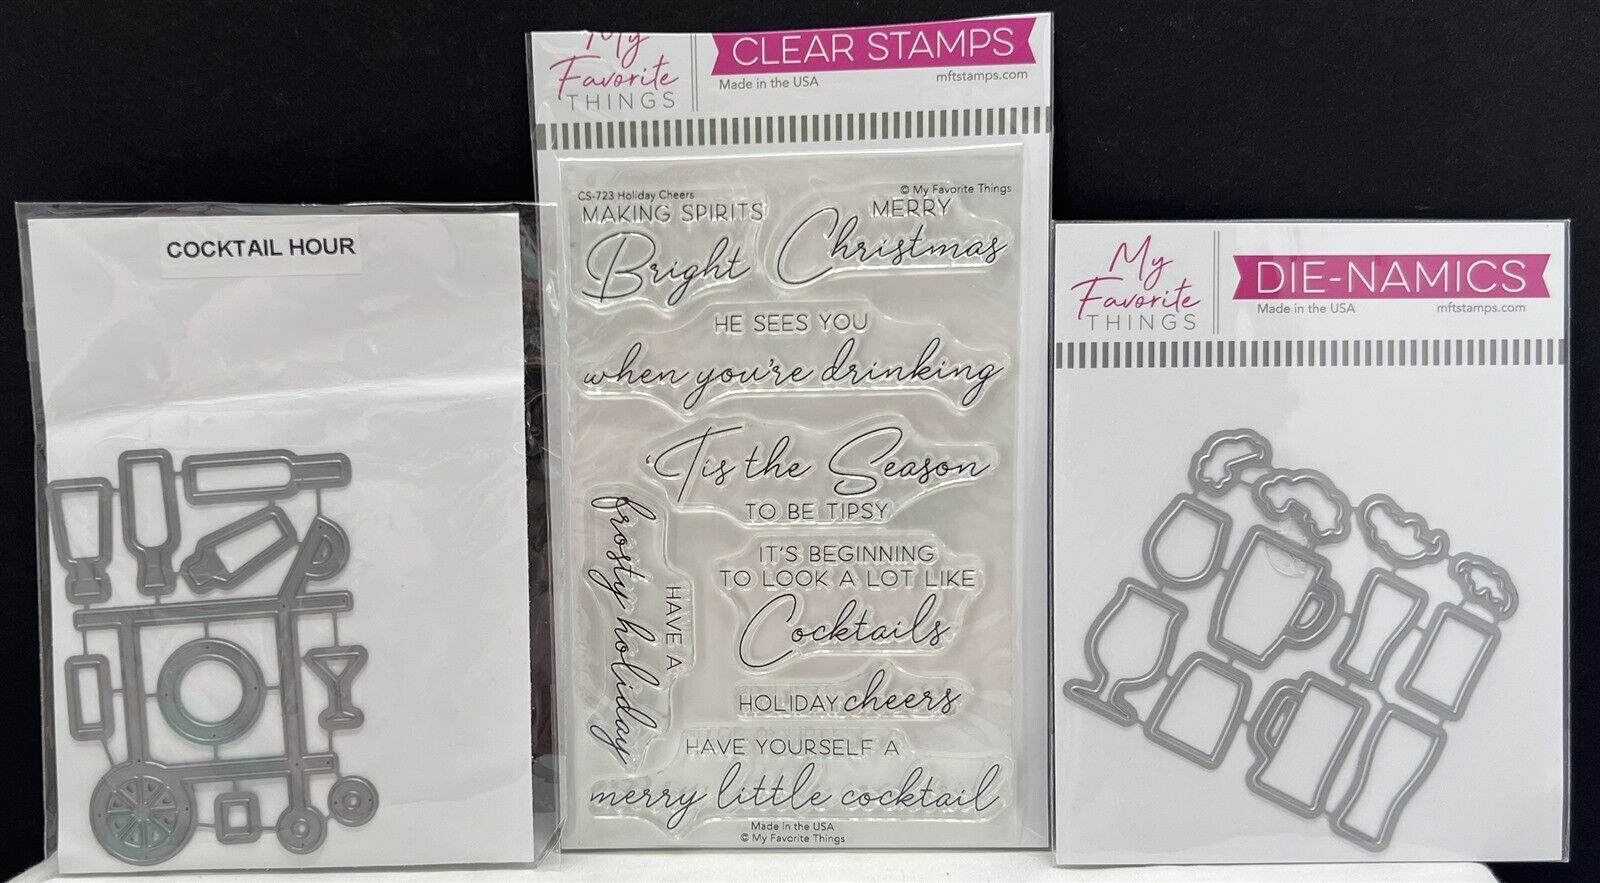 COCKTAIL HOUR
My
Favorite
THINGS
CLEAR STAMPS
Made in the USA
mftstamps.com
CS-723 Holiday Cheers
© My Favorite Things
MAKING SPIRITS
Bright
MERRY
Christmas
HE SEES YOU
when you're drinking
'Tis the Season
TO BE TIPSY
HAVE A
frosty holiday
IT'S BEGINNING
TO LOOK A LOT LIKE
Cocktails
HOLIDAY cheers
HAVE YOURSELF A
merry little cocktail
Made in the USA
© My Favorite Things
My
Favorite
THINGS
DIE-NAMICS
Made in the USA
mftstamps.com